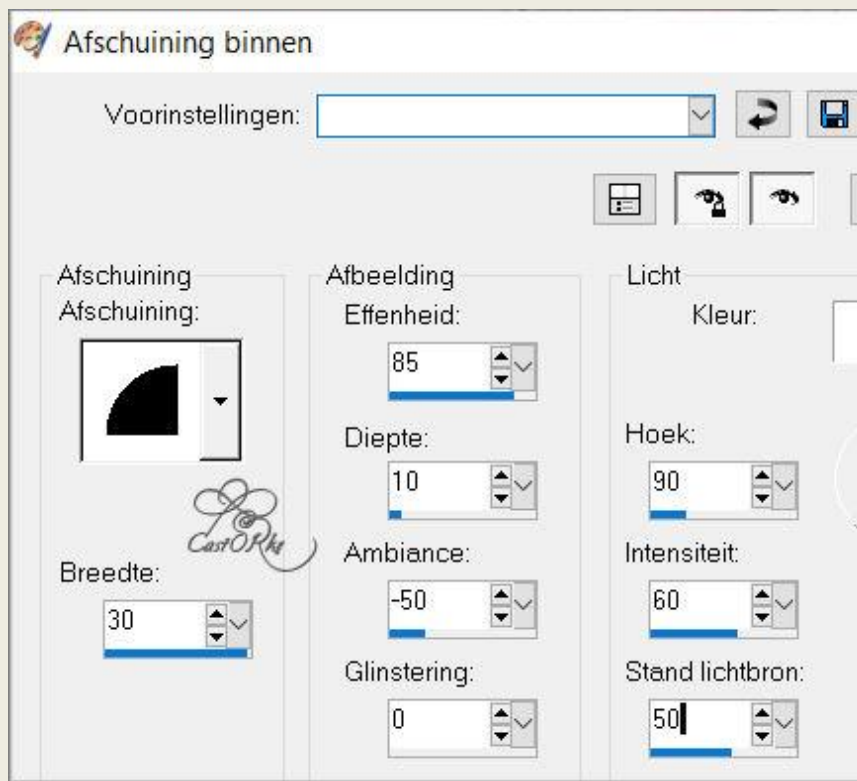 Afschuining binnen
Voorinstellingen:
Afschuining
Afschuining:
Breedte:
30
Afbeelding
Effenheid:
85
Diepte:
10
Ambiance:
-50
Glinstering:
0
Licht
Kleur:
Hoek:
90
Intensiteit:
60
Stand lichtbron:
50